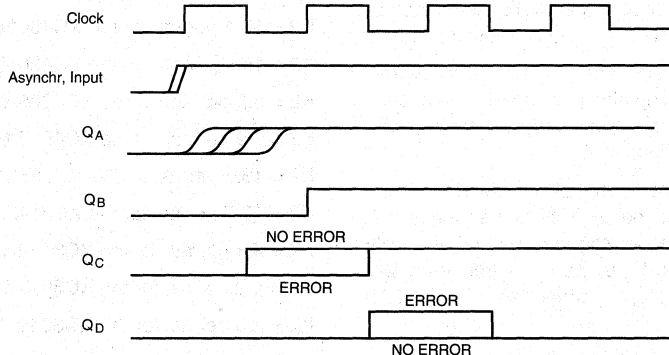 Clock
Asynchr, Input
QA
QB
NO ERROR
QC
ERROR
ERROR
QD
NO ERROR